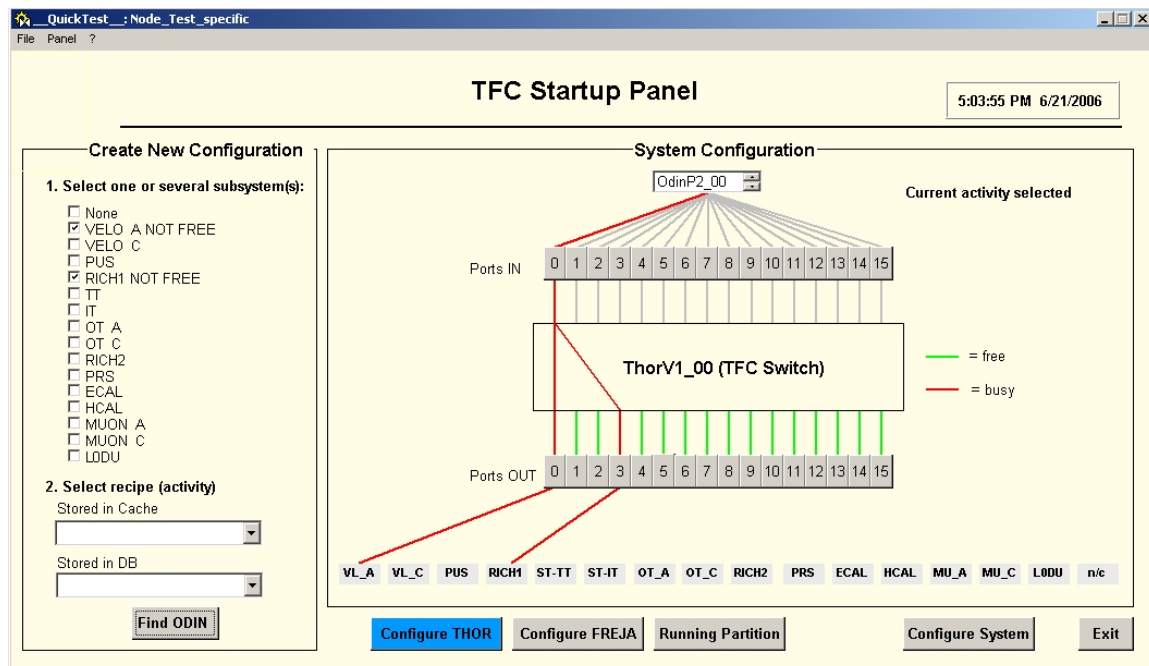 __QuickTest__: Node_Test_specific
File Panel ?
TFC Startup Panel
5:03:55 PM 6/21/2006
Create New Configuration
1. Select one or several subsystem(s):
None
VELO A NOT FREE
VELO C
PUS
RICH1 NOT FREE
TT
IT
OT A
OT C
RICH2
PRS
ECAL
HCAL
MUON A
MUON C
L0DU
2. Select recipe (activity)
Stored in Cache
Stored in DB
Find ODIN
System Configuration
OdinP2_00
Current activity selected
Ports IN 0 1 2 3 4 5 6 7 8 9 10 11 12 13 14 15
ThorV1_00 (TFC Switch)
= free
= busy
Ports OUT 0 1 2 3 4 5 6 7 8 9 10 11 12 13 14 15
VL_A VL_C PUS RICH1 ST-TT ST-IT OT_A OT_C RICH2 PRS ECAL HCAL MU_A MU_C L0DU n/c
Configure THOR Configure FREJA Running Partition Configure System Exit